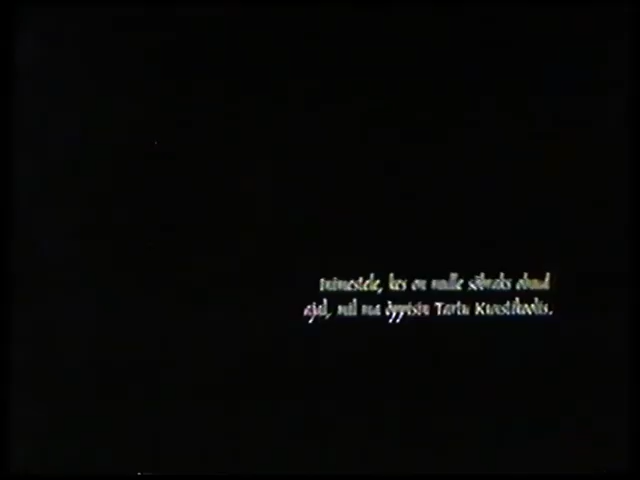 Inimestele, kes on mulle sõbraks olnud
ajal, mil ma õppisin Tartu Kunstikoolis.